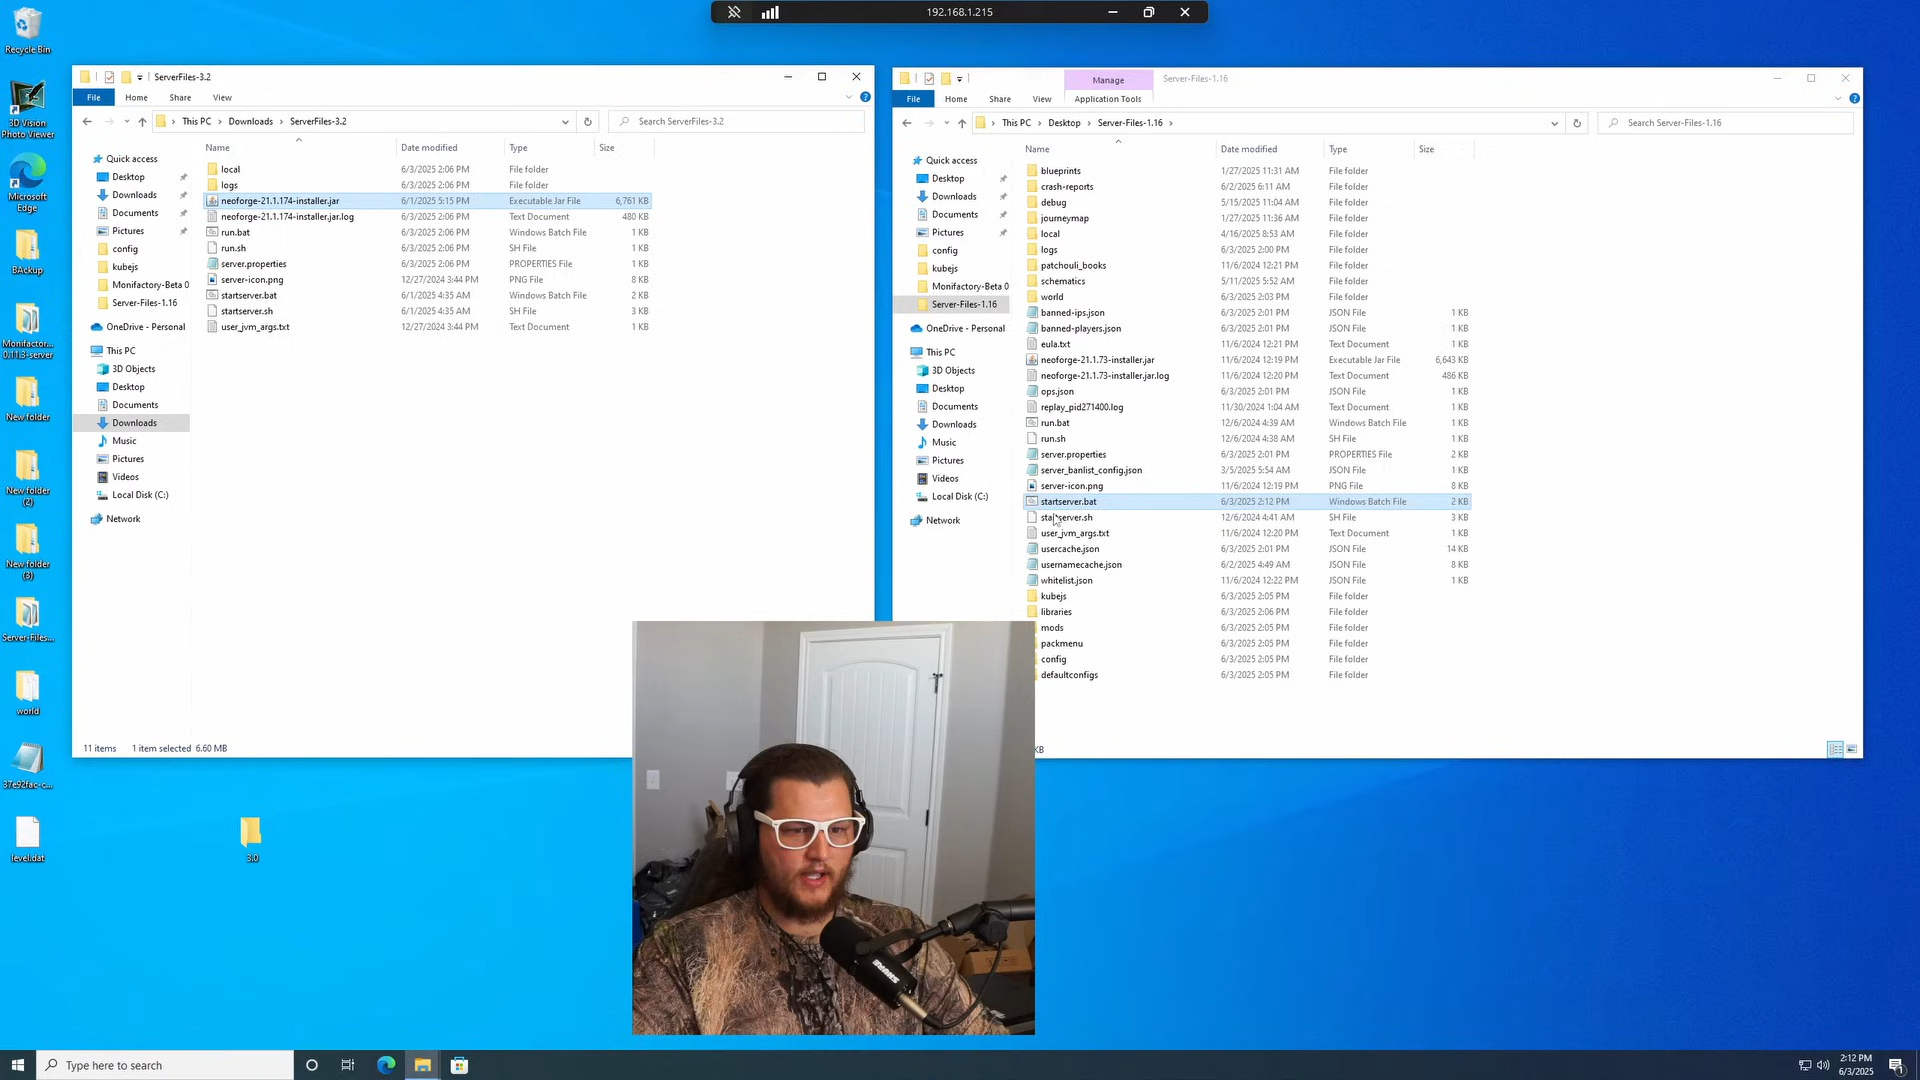 192.168.1.215
Recycle Bin
3D Vision
Photo Viewer
Microsoft
Edge
BAckup
Monifactor...
0.11.3-server
New folder
New folder
(2)
New folder
(3)
Server-Files...
world
37e92fac-c...
level.dat
3.0
ServerFiles-3.2
File
Home
Share
View
This PC
Downloads
ServerFiles-3.2
Search ServerFiles-3.2
Quick access
Desktop
Downloads
Documents
Pictures
config
kubejs
Monifactory-Beta 0
Server-Files-1.16
OneDrive - Personal
This PC
3D Objects
Desktop
Documents
Downloads
Music
Pictures
Videos
Local Disk (C:)
Network
Name Date modified Type Size
local 6/3/2025 2:06 PM File folder
logs 6/3/2025 2:06 PM File folder
neoforge-21.1.174-installer.jar 6/1/2025 5:15 PM Executable Jar File 6,761 KB
neoforge-21.1.174-installer.jar.log 6/3/2025 2:06 PM Text Document 480 KB
run.bat 6/3/2025 2:06 PM Windows Batch File 1 KB
run.sh 6/3/2025 2:06 PM SH File 1 KB
server.properties 6/3/2025 2:06 PM PROPERTIES File 1 KB
server-icon.png 12/27/2024 3:44 PM PNG File 8 KB
startserver.bat 6/1/2025 4:35 AM Windows Batch File 2 KB
startserver.sh 6/1/2025 4:35 AM SH File 3 KB
user_jvm_args.txt 12/27/2024 3:44 PM Text Document 1 KB
11 items 1 item selected 6.60 MB
Manage
Server-Files-1.16
File
Home
Share
View
Application Tools
This PC
Desktop
Server-Files-1.16
Search Server-Files-1.16
Quick access
Desktop
Downloads
Documents
Pictures
config
kubejs
Monifactory-Beta 0
Server-Files-1.16
OneDrive - Personal
This PC
3D Objects
Desktop
Documents
Downloads
Music
Pictures
Videos
Local Disk (C:)
Network
Name Date modified Type Size
blueprints 1/27/2025 11:31 AM File folder
crash-reports 6/2/2025 6:11 AM File folder
debug 5/15/2025 11:04 AM File folder
journeymap 1/27/2025 11:36 AM File folder
local 4/16/2025 8:53 AM File folder
logs 6/3/2025 2:00 PM File folder
patchouli_books 11/6/2024 12:21 PM File folder
schematics 5/11/2025 5:52 AM File folder
world 6/3/2025 2:03 PM File folder
banned-ips.json 6/3/2025 2:01 PM JSON File 1 KB
banned-players.json 6/3/2025 2:01 PM JSON File 1 KB
eula.txt 11/6/2024 12:21 PM Text Document 1 KB
neoforge-21.1.73-installer.jar 11/6/2024 12:19 PM Executable Jar File 6,643 KB
neoforge-21.1.73-installer.jar.log 11/6/2024 12:20 PM Text Document 486 KB
ops.json 6/3/2025 2:01 PM JSON File 1 KB
replay_pid271400.log 11/30/2024 1:04 AM Text Document 1 KB
run.bat 12/6/2024 4:39 AM Windows Batch File 1 KB
run.sh 12/6/2024 4:38 AM SH File 1 KB
server.properties 6/3/2025 2:01 PM PROPERTIES File 2 KB
server_banlist_config.json 3/5/2025 5:54 AM JSON File 1 KB
server-icon.png 11/6/2024 12:19 PM PNG File 8 KB
startserver.bat 6/3/2025 2:12 PM Windows Batch File 2 KB
startserver.sh 12/6/2024 4:41 AM SH File 3 KB
user_jvm_args.txt 11/6/2024 12:20 PM Text Document 1 KB
usercache.json 6/3/2025 2:01 PM JSON File 14 KB
usernamecache.json 6/2/2025 4:49 AM JSON File 8 KB
whitelist.json 11/6/2024 12:22 PM JSON File 1 KB
kubejs 6/3/2025 2:05 PM File folder
libraries 6/3/2025 2:06 PM File folder
mods 6/3/2025 2:05 PM File folder
packmenu 6/3/2025 2:05 PM File folder
config 6/3/2025 2:05 PM File folder
defaultconfigs 6/3/2025 2:05 PM File folder
KB
SHURE
Type here to search
2:12 PM
6/3/2025
1